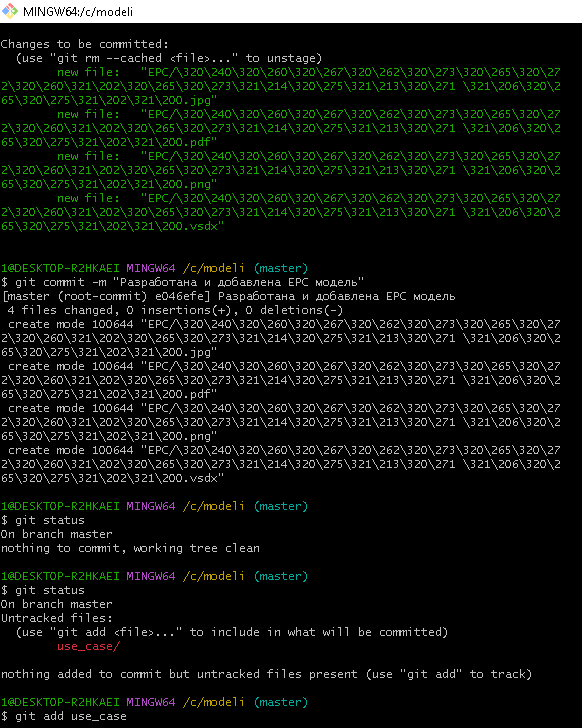 MINGW64:/c/modeli
Changes to be committed:
  (use "git rm --cached <file>..." to unstage)
        new file:   "EPC/\320\240\320\260\320\267\320\262\320\273\320\265\320\27
2\320\260\321\202\320\265\320\273\321\214\320\275\321\213\320\271 \321\206\320\2
65\320\275\321\202\321\200.jpg"
        new file:   "EPC/\320\240\320\260\320\267\320\262\320\273\320\265\320\27
2\320\260\321\202\320\265\320\273\321\214\320\275\321\213\320\271 \321\206\320\2
65\320\275\321\202\321\200.pdf"
        new file:   "EPC/\320\240\320\260\320\267\320\262\320\273\320\265\320\27
2\320\260\321\202\320\265\320\273\321\214\320\275\321\213\320\271 \321\206\320\2
65\320\275\321\202\321\200.png"
        new file:   "EPC/\320\240\320\260\320\267\320\262\320\273\320\265\320\27
2\320\260\321\202\320\265\320\273\321\214\320\275\321\213\320\271 \321\206\320\2
65\320\275\321\202\321\200.vsdx"
1@DESKTOP-R2HKAEI MINGW64 /c/modeli (master)
$ git commit -m "Разработана и добавлена EPC модель"
[master (root-commit) e046efe] Разработана и добавлена EPC модель
 4 files changed, 0 insertions(+), 0 deletions(-)
 create mode 100644 "EPC/\320\240\320\260\320\267\320\262\320\273\320\265\320\27
2\320\260\321\202\320\265\320\273\321\214\320\275\321\213\320\271 \321\206\320\2
65\320\275\321\202\321\200.jpg"
 create mode 100644 "EPC/\320\240\320\260\320\267\320\262\320\273\320\265\320\27
2\320\260\321\202\320\265\320\273\321\214\320\275\321\213\320\271 \321\206\320\2
65\320\275\321\202\321\200.pdf"
 create mode 100644 "EPC/\320\240\320\260\320\267\320\262\320\273\320\265\320\27
2\320\260\321\202\320\265\320\273\321\214\320\275\321\213\320\271 \321\206\320\2
65\320\275\321\202\321\200.png"
 create mode 100644 "EPC/\320\240\320\260\320\267\320\262\320\273\320\265\320\27
2\320\260\321\202\320\265\320\273\321\214\320\275\321\213\320\271 \321\206\320\2
65\320\275\321\202\321\200.vsdx"
1@DESKTOP-R2HKAEI MINGW64 /c/modeli (master)
$ git status
On branch master
nothing to commit, working tree clean
1@DESKTOP-R2HKAEI MINGW64 /c/modeli (master)
$ git status
On branch master
Untracked files:
  (use "git add <file>..." to include in what will be committed)
        use_case/
nothing added to commit but untracked files present (use "git add" to track)
1@DESKTOP-R2HKAEI MINGW64 /c/modeli (master)
$ git add use_case